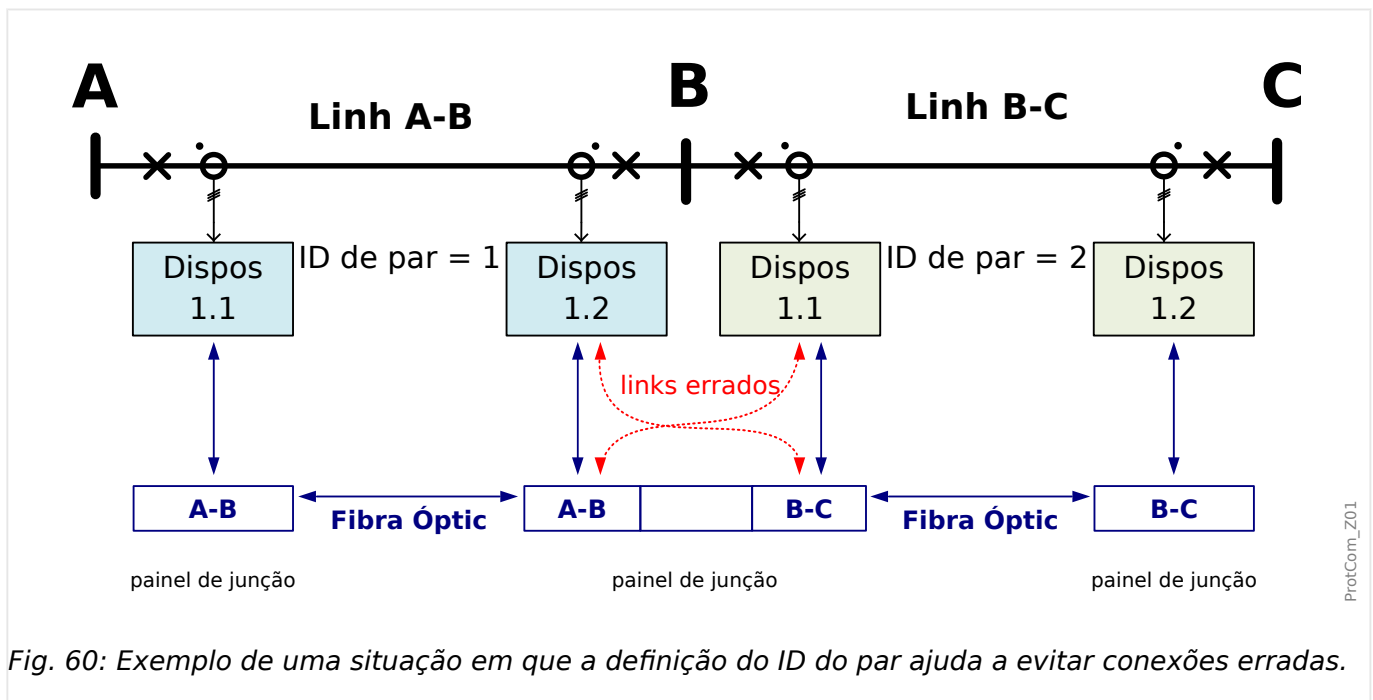 A
B
C
Linh A-B
Linh B-C
Dispos
1.1
ID de par = 1
Dispos
1.2
Dispos
1.1
ID de par = 2
Dispos
1.2
links errados
A-B
Fibra Óptic
A-B
B-C
Fibra Óptic
B-C
painel de junção
painel de junção
painel de junção
ProtCom_Z01
Fig. 60: Exemplo de uma situação em que a definição do ID do par ajuda a evitar conexões erradas.